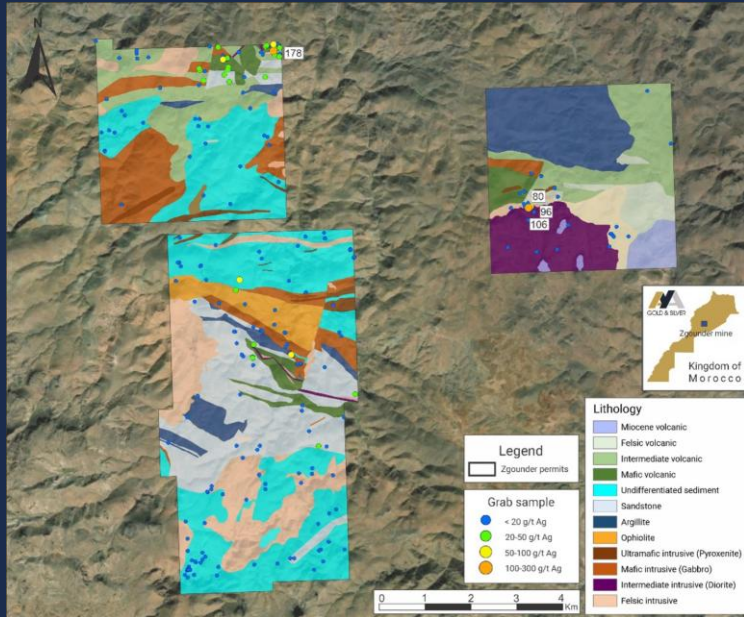 N
178
80
96
106
AYA
GOLD & SILVER
Zgounder mine
Kingdom of
Morocco
Legend
Zgounder permits
Grab sample
< 20 g/t Ag
20-50 g/t Ag
50-100 g/t Ag
100-300 g/t Ag
0 1 2 3 4
Km
Lithology
Miocene volcanic
Felsic volcanic
Intermediate volcanic
Mafic volcanic
Undifferentiated sediment
Sandstone
Argillite
Ophiolite
Ultramafic intrusive (Pyroxenite)
Mafic intrusive (Gabbro)
Intermediate intrusive (Diorite)
Felsic intrusive